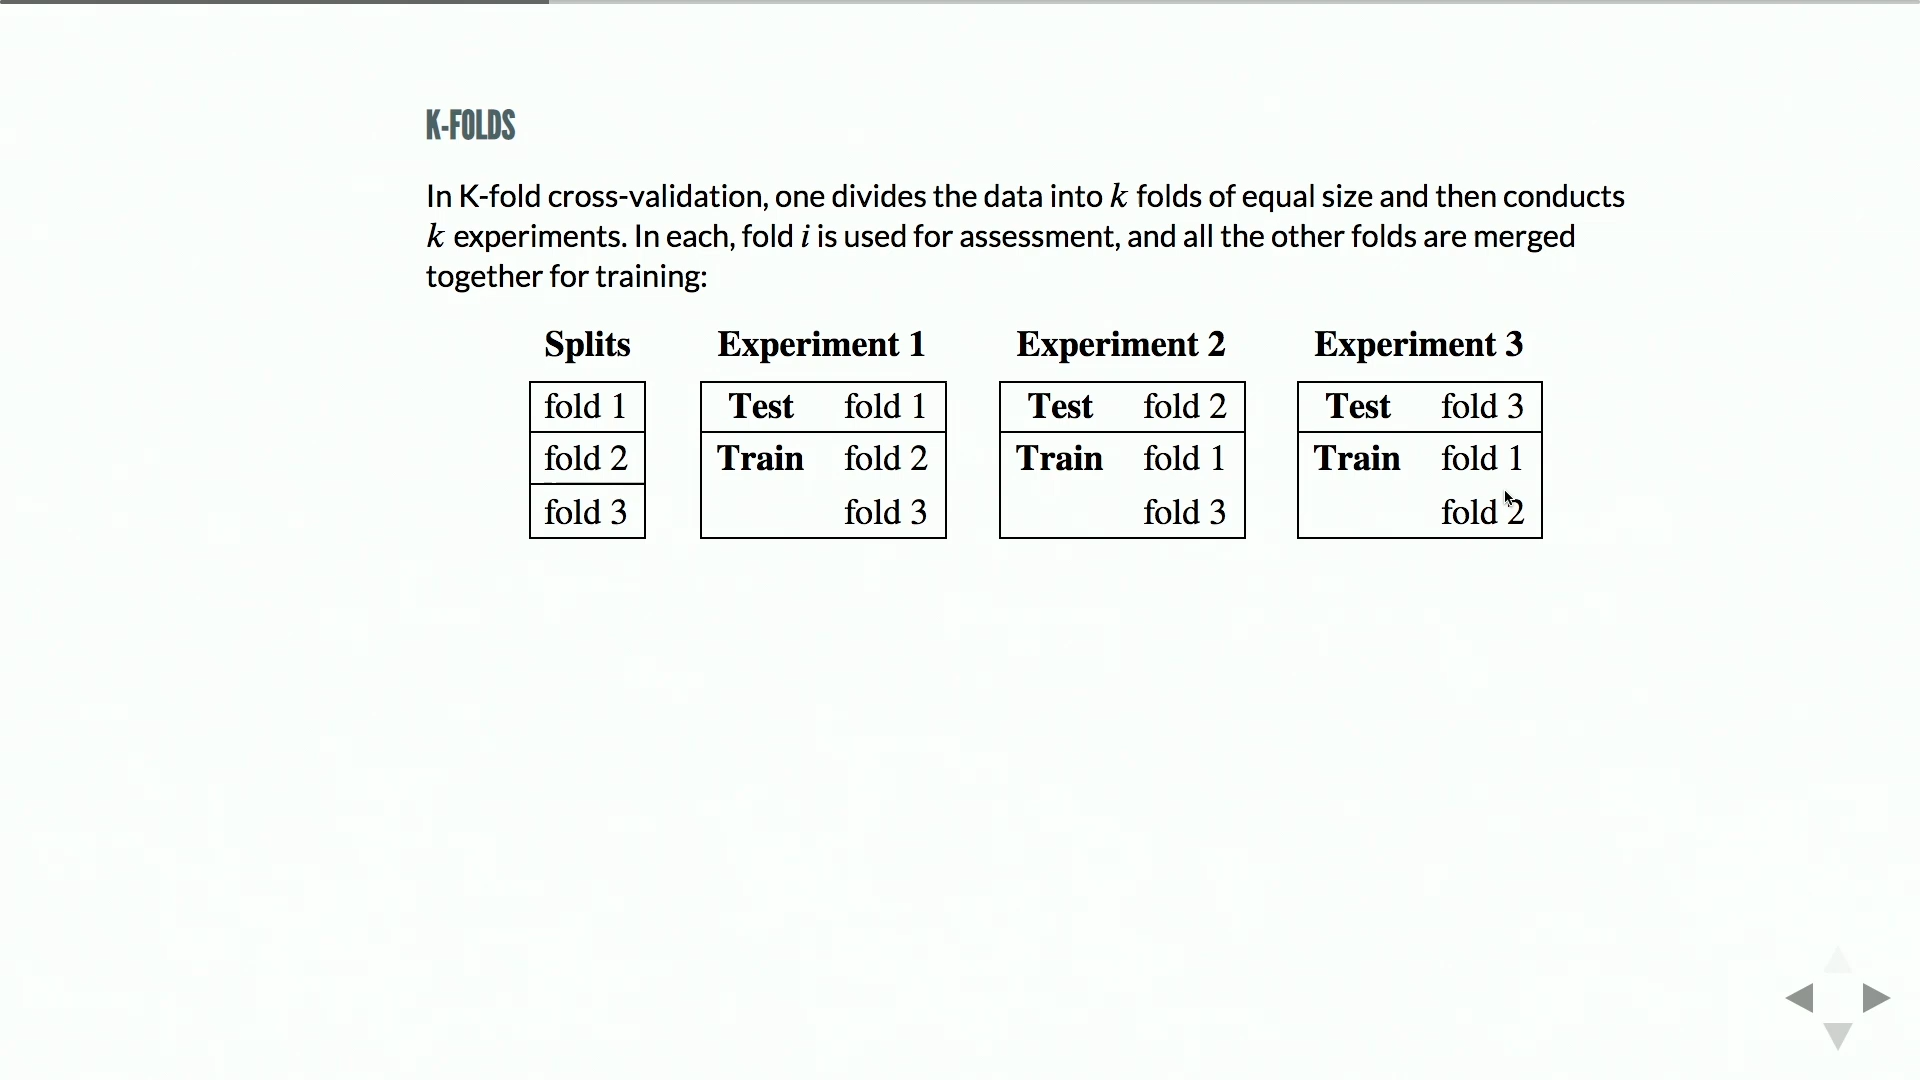 K-FOLDS
In K-fold cross-validation, one divides the data into k folds of equal size and then conducts
k experiments. In each, fold i is used for assessment, and all the other folds are merged
together for training:
Splits Experiment 1 Experiment 2 Experiment 3
fold 1 Test fold 1 Test fold 2 Test fold 3
fold 2 Train fold 2 Train fold 1 Train fold 1
fold 3 fold 3 fold 3 fold 2